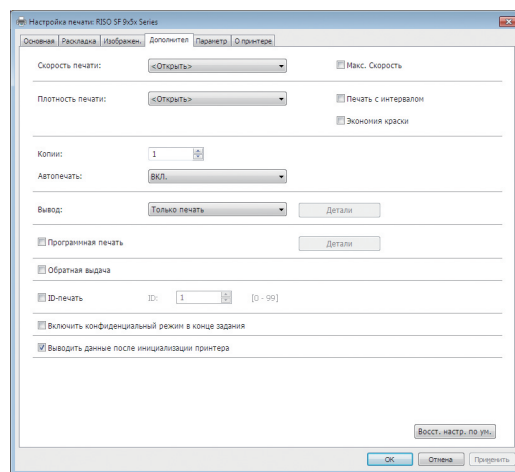 Настройка печати: RISO SF 9x5x Series
Основная Раскладка Изображен. Дополнител Параметр О принтере
Скорость печати: <Открыть> Макс. Скорость
Плотность печати: <Открыть> Печать с интервалом
Экономия краски
Копии: 1
Автопечать: ВКЛ.
Вывод: Только печать Детали
Программная печать Детали
Обратная выдача
ID-печать ID: 1 [0 - 99]
Включить конфиденциальный режим в конце задания
Выводить данные после инициализации принтера
Восст. настр. по ум.
OK Отмена Применить